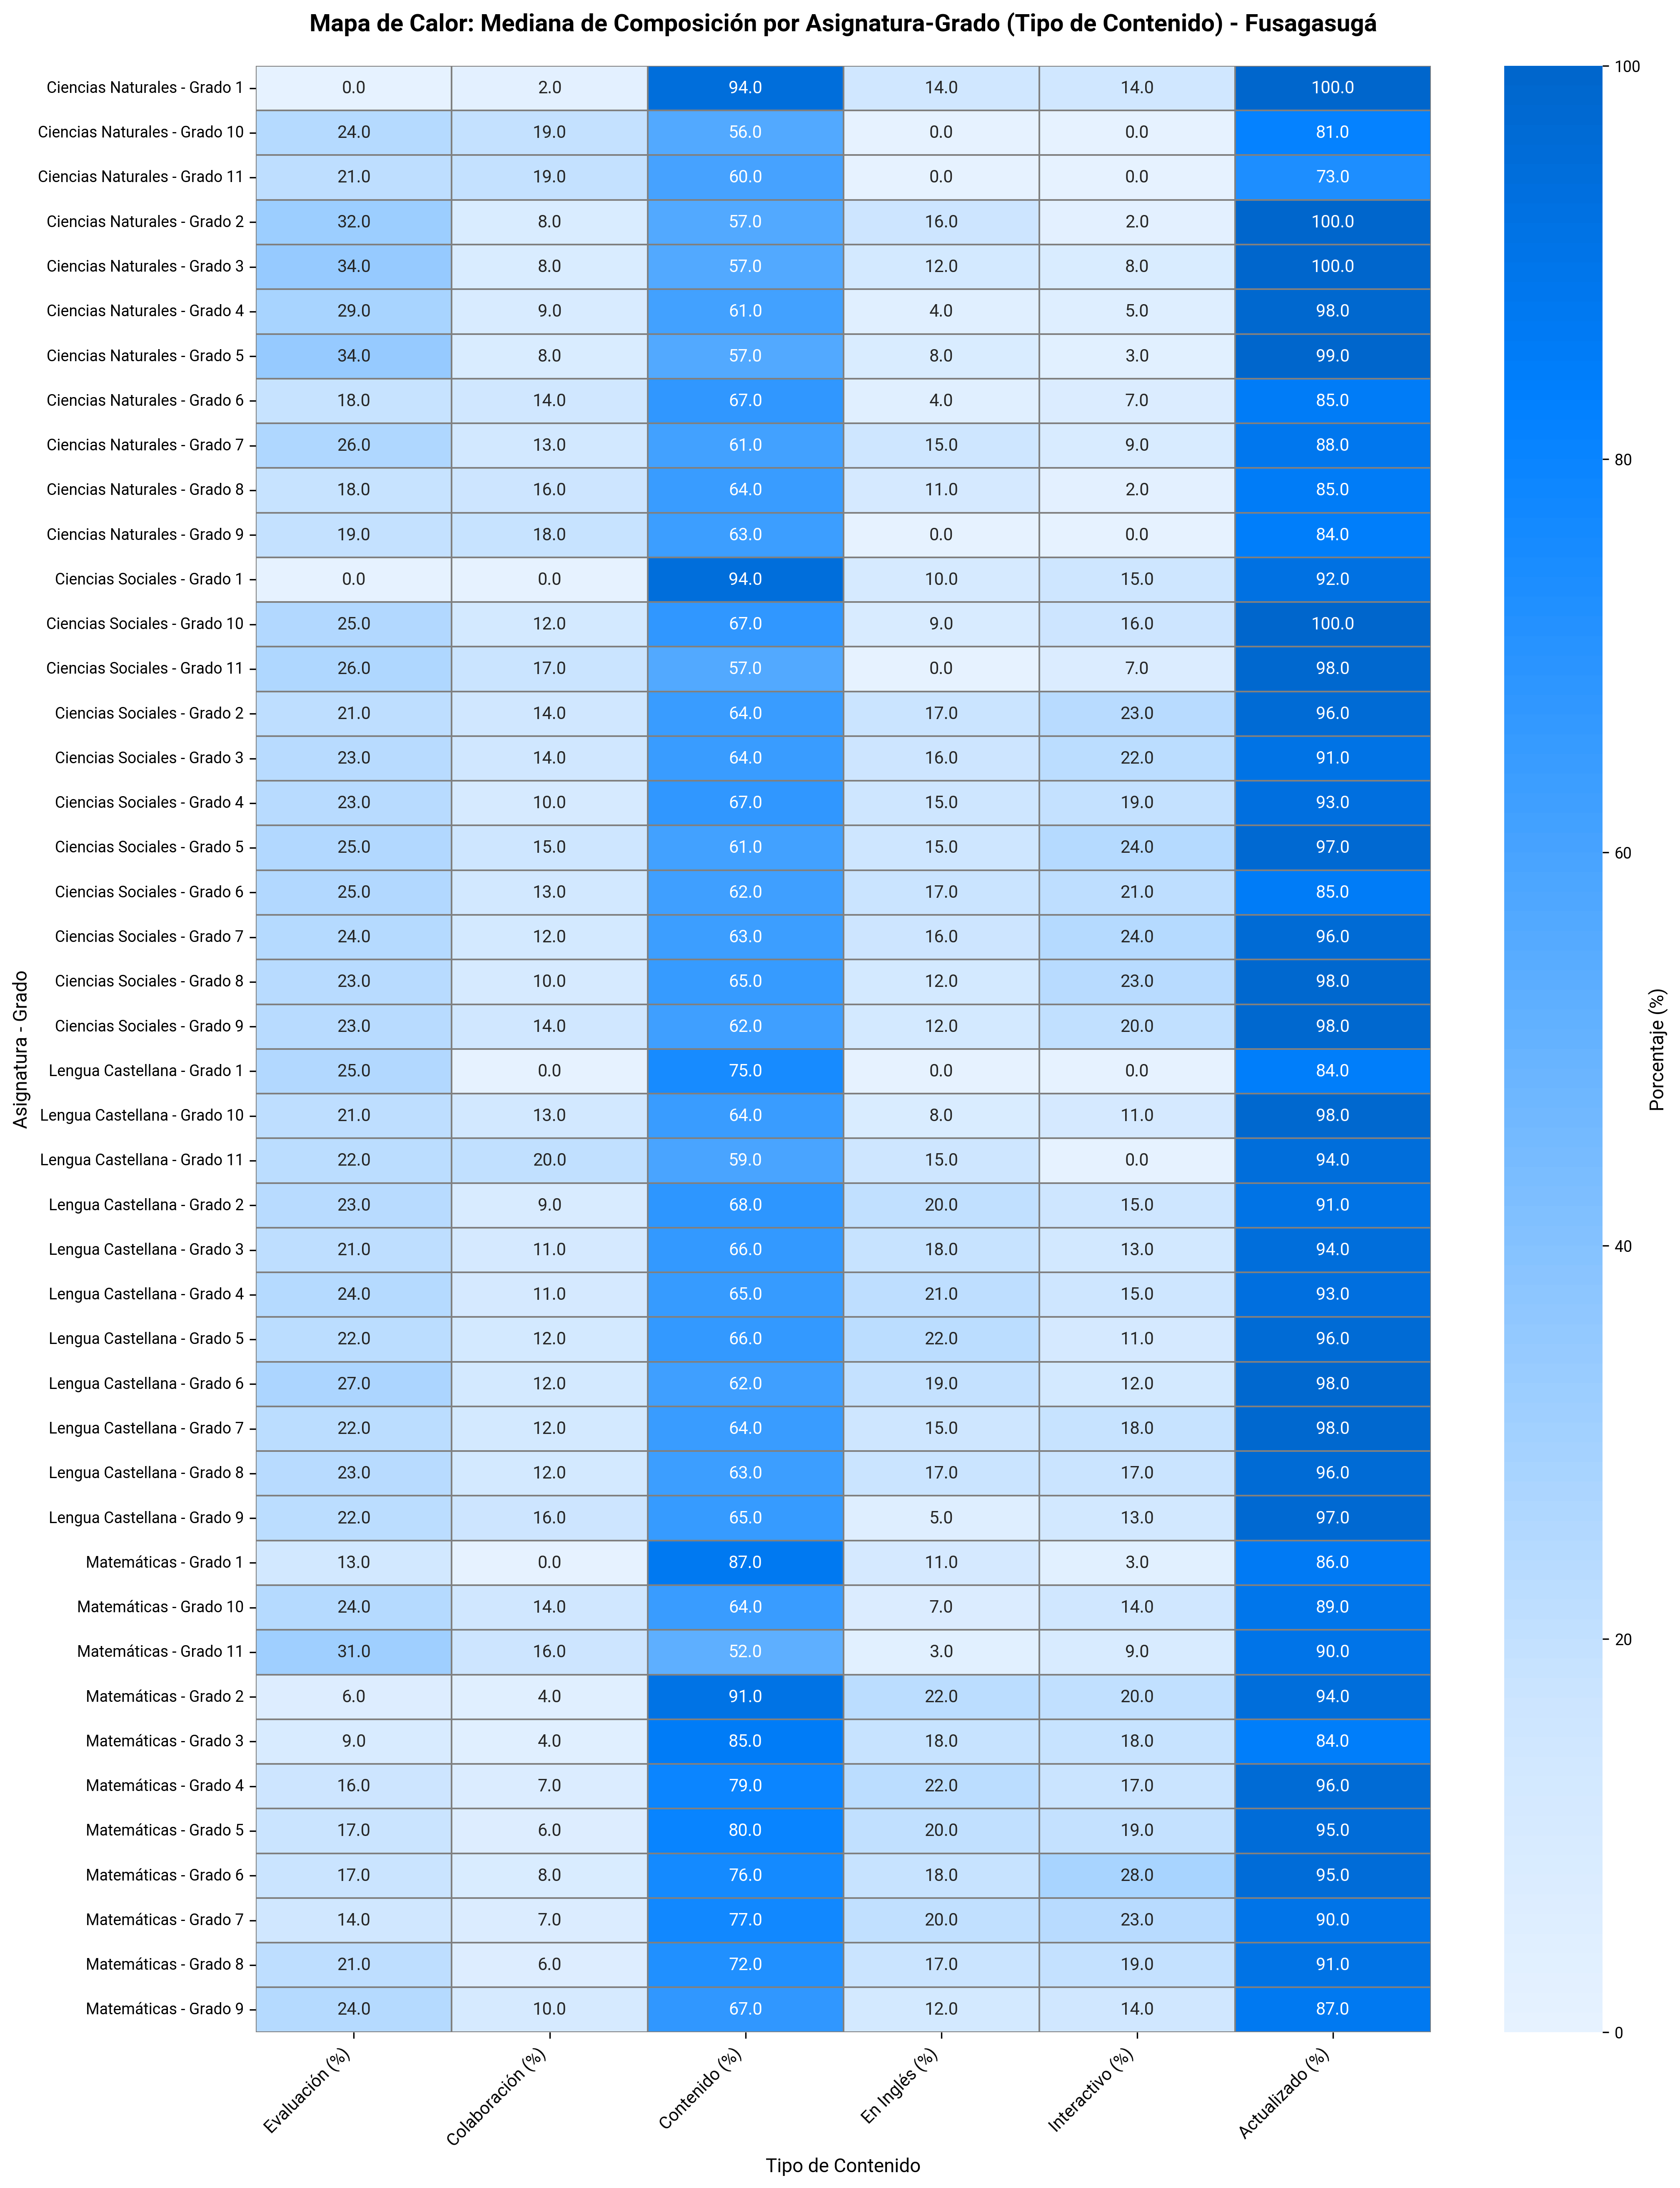 Mapa de Calor: Mediana de Composición por Asignatura-Grado (Tipo de Contenido) - Fusagasugá
Asignatura - Grado
Ciencias Naturales - Grado 1 0.0 2.0 94.0 14.0 14.0 100.0
Ciencias Naturales - Grado 10 24.0 19.0 56.0 0.0 0.0 81.0
Ciencias Naturales - Grado 11 21.0 19.0 60.0 0.0 0.0 73.0
Ciencias Naturales - Grado 2 32.0 8.0 57.0 16.0 2.0 100.0
Ciencias Naturales - Grado 3 34.0 8.0 57.0 12.0 8.0 100.0
Ciencias Naturales - Grado 4 29.0 9.0 61.0 4.0 5.0 98.0
Ciencias Naturales - Grado 5 34.0 8.0 57.0 8.0 3.0 99.0
Ciencias Naturales - Grado 6 18.0 14.0 67.0 4.0 7.0 85.0
Ciencias Naturales - Grado 7 26.0 13.0 61.0 15.0 9.0 88.0
Ciencias Naturales - Grado 8 18.0 16.0 64.0 11.0 2.0 85.0
Ciencias Naturales - Grado 9 19.0 18.0 63.0 0.0 0.0 84.0
Ciencias Sociales - Grado 1 0.0 0.0 94.0 10.0 15.0 92.0
Ciencias Sociales - Grado 10 25.0 12.0 67.0 9.0 16.0 100.0
Ciencias Sociales - Grado 11 26.0 17.0 57.0 0.0 7.0 98.0
Ciencias Sociales - Grado 2 21.0 14.0 64.0 17.0 23.0 96.0
Ciencias Sociales - Grado 3 23.0 14.0 64.0 16.0 22.0 91.0
Ciencias Sociales - Grado 4 23.0 10.0 67.0 15.0 19.0 93.0
Ciencias Sociales - Grado 5 25.0 15.0 61.0 15.0 24.0 97.0
Ciencias Sociales - Grado 6 25.0 13.0 62.0 17.0 21.0 85.0
Ciencias Sociales - Grado 7 24.0 12.0 63.0 16.0 24.0 96.0
Ciencias Sociales - Grado 8 23.0 10.0 65.0 12.0 23.0 98.0
Ciencias Sociales - Grado 9 23.0 14.0 62.0 12.0 20.0 98.0
Lengua Castellana - Grado 1 25.0 0.0 75.0 0.0 0.0 84.0
Lengua Castellana - Grado 10 21.0 13.0 64.0 8.0 11.0 98.0
Lengua Castellana - Grado 11 22.0 20.0 59.0 15.0 0.0 94.0
Lengua Castellana - Grado 2 23.0 9.0 68.0 20.0 15.0 91.0
Lengua Castellana - Grado 3 21.0 11.0 66.0 18.0 13.0 94.0
Lengua Castellana - Grado 4 24.0 11.0 65.0 21.0 15.0 93.0
Lengua Castellana - Grado 5 22.0 12.0 66.0 22.0 11.0 96.0
Lengua Castellana - Grado 6 27.0 12.0 62.0 19.0 12.0 98.0
Lengua Castellana - Grado 7 22.0 12.0 64.0 15.0 18.0 98.0
Lengua Castellana - Grado 8 23.0 12.0 63.0 17.0 17.0 96.0
Lengua Castellana - Grado 9 22.0 16.0 65.0 5.0 13.0 97.0
Matemáticas - Grado 1 13.0 0.0 87.0 11.0 3.0 86.0
Matemáticas - Grado 10 24.0 14.0 64.0 7.0 14.0 89.0
Matemáticas - Grado 11 31.0 16.0 52.0 3.0 9.0 90.0
Matemáticas - Grado 2 6.0 4.0 91.0 22.0 20.0 94.0
Matemáticas - Grado 3 9.0 4.0 85.0 18.0 18.0 84.0
Matemáticas - Grado 4 16.0 7.0 79.0 22.0 17.0 96.0
Matemáticas - Grado 5 17.0 6.0 80.0 20.0 19.0 95.0
Matemáticas - Grado 6 17.0 8.0 76.0 18.0 28.0 95.0
Matemáticas - Grado 7 14.0 7.0 77.0 20.0 23.0 90.0
Matemáticas - Grado 8 21.0 6.0 72.0 17.0 19.0 91.0
Matemáticas - Grado 9 24.0 10.0 67.0 12.0 14.0 87.0
Evaluación (%) Colaboración (%) Contenido (%) En Inglés (%) Interactivo (%) Actualizado (%)
Tipo de Contenido
100
80
60
40
20
0
Porcentaje (%)